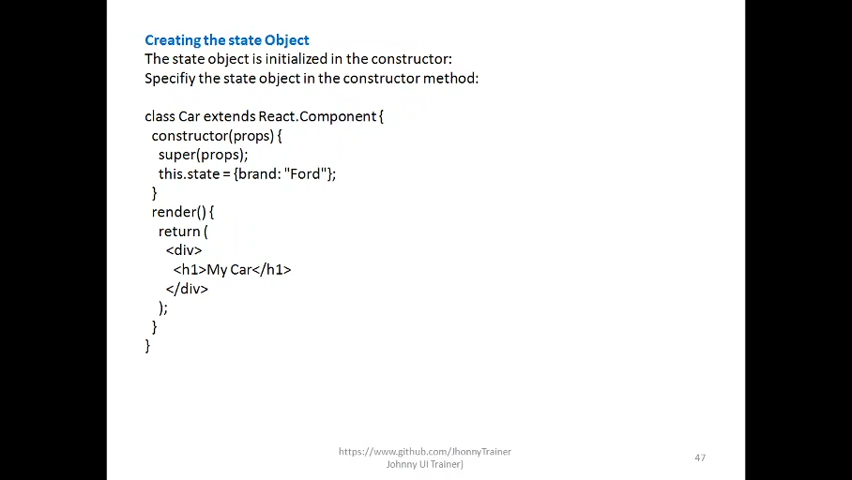 Creating the state Object
The state object is initialized in the constructor:
Specifiy the state object in the constructor method:
class Car extends React.Component {
constructor(props) {
super(props);
this.state = {brand: "Ford"};
}
render() {
return (
<div>
<h1>My Car</h1>
</div>
);
}
}
https://www.github.com/JhonnyTrainer
Johnny UI Trainer)
47